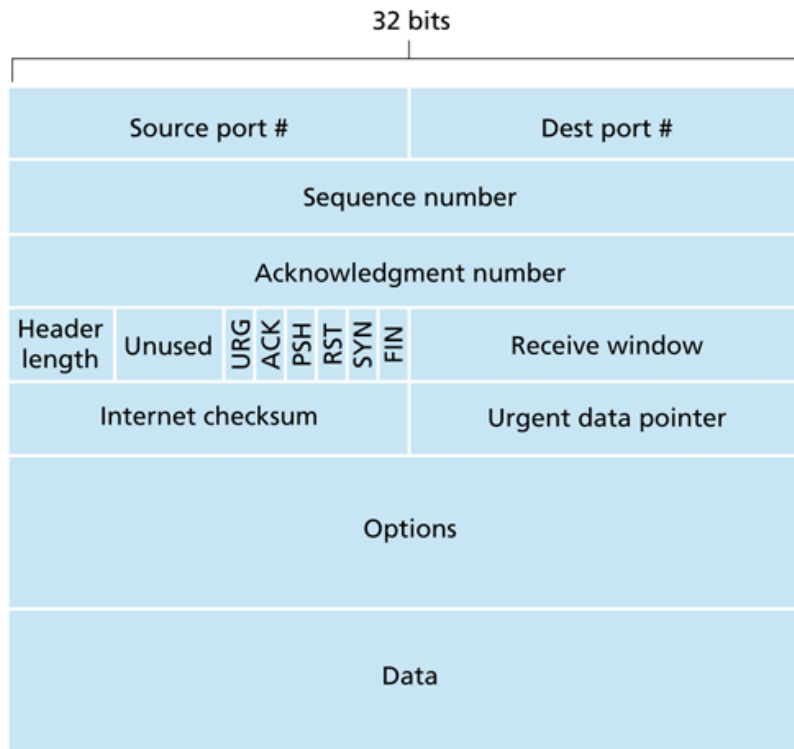 32 bits
Source port #
Dest port #
Sequence number
Acknowledgment number
Header
length
Unused
URG
ACK
PSH
RST
SYN
FIN
Receive window
Internet checksum
Urgent data pointer
Options
Data